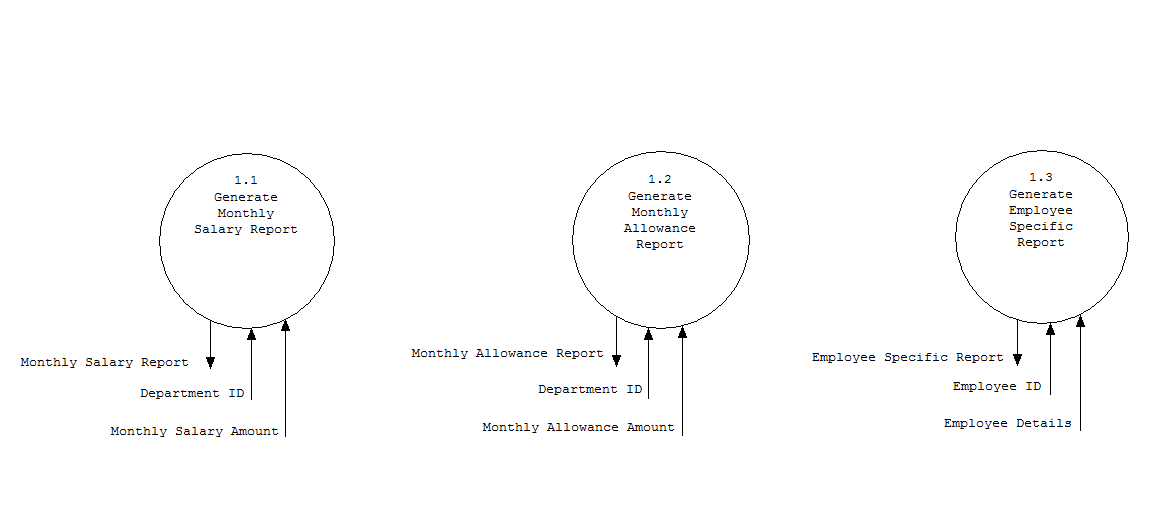 1.1
Generate
Monthly
Salary Report
Monthly Salary Report
Department ID
Monthly Salary Amount
1.2
Generate
Monthly
Allowance
Report
Monthly Allowance Report
Department ID
Monthly Allowance Amount
1.3
Generate
Employee
Specific
Report
Employee Specific Report
Employee ID
Employee Details